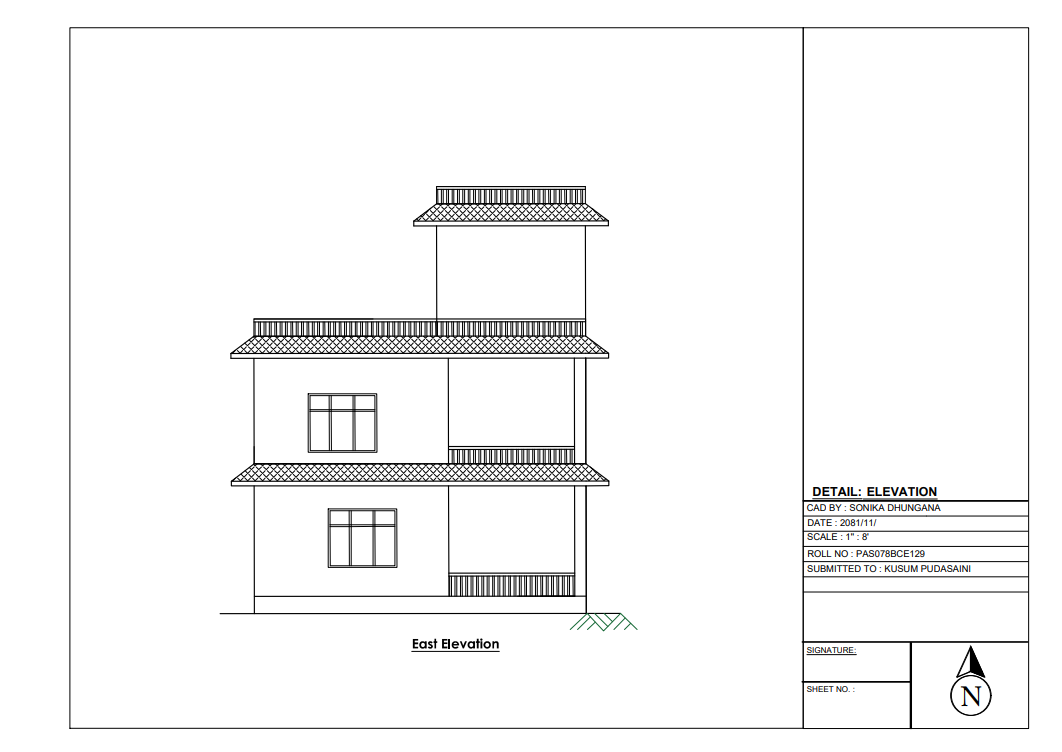 East Elevation
DETAIL: ELEVATION
CAD BY : SONIKA DHUNGANA
DATE : 2081/11/
SCALE : 1" : 8'
ROLL NO : PAS078BCE129
SUBMITTED TO : KUSUM PUDASAINI
SIGNATURE:
SHEET NO. :
N